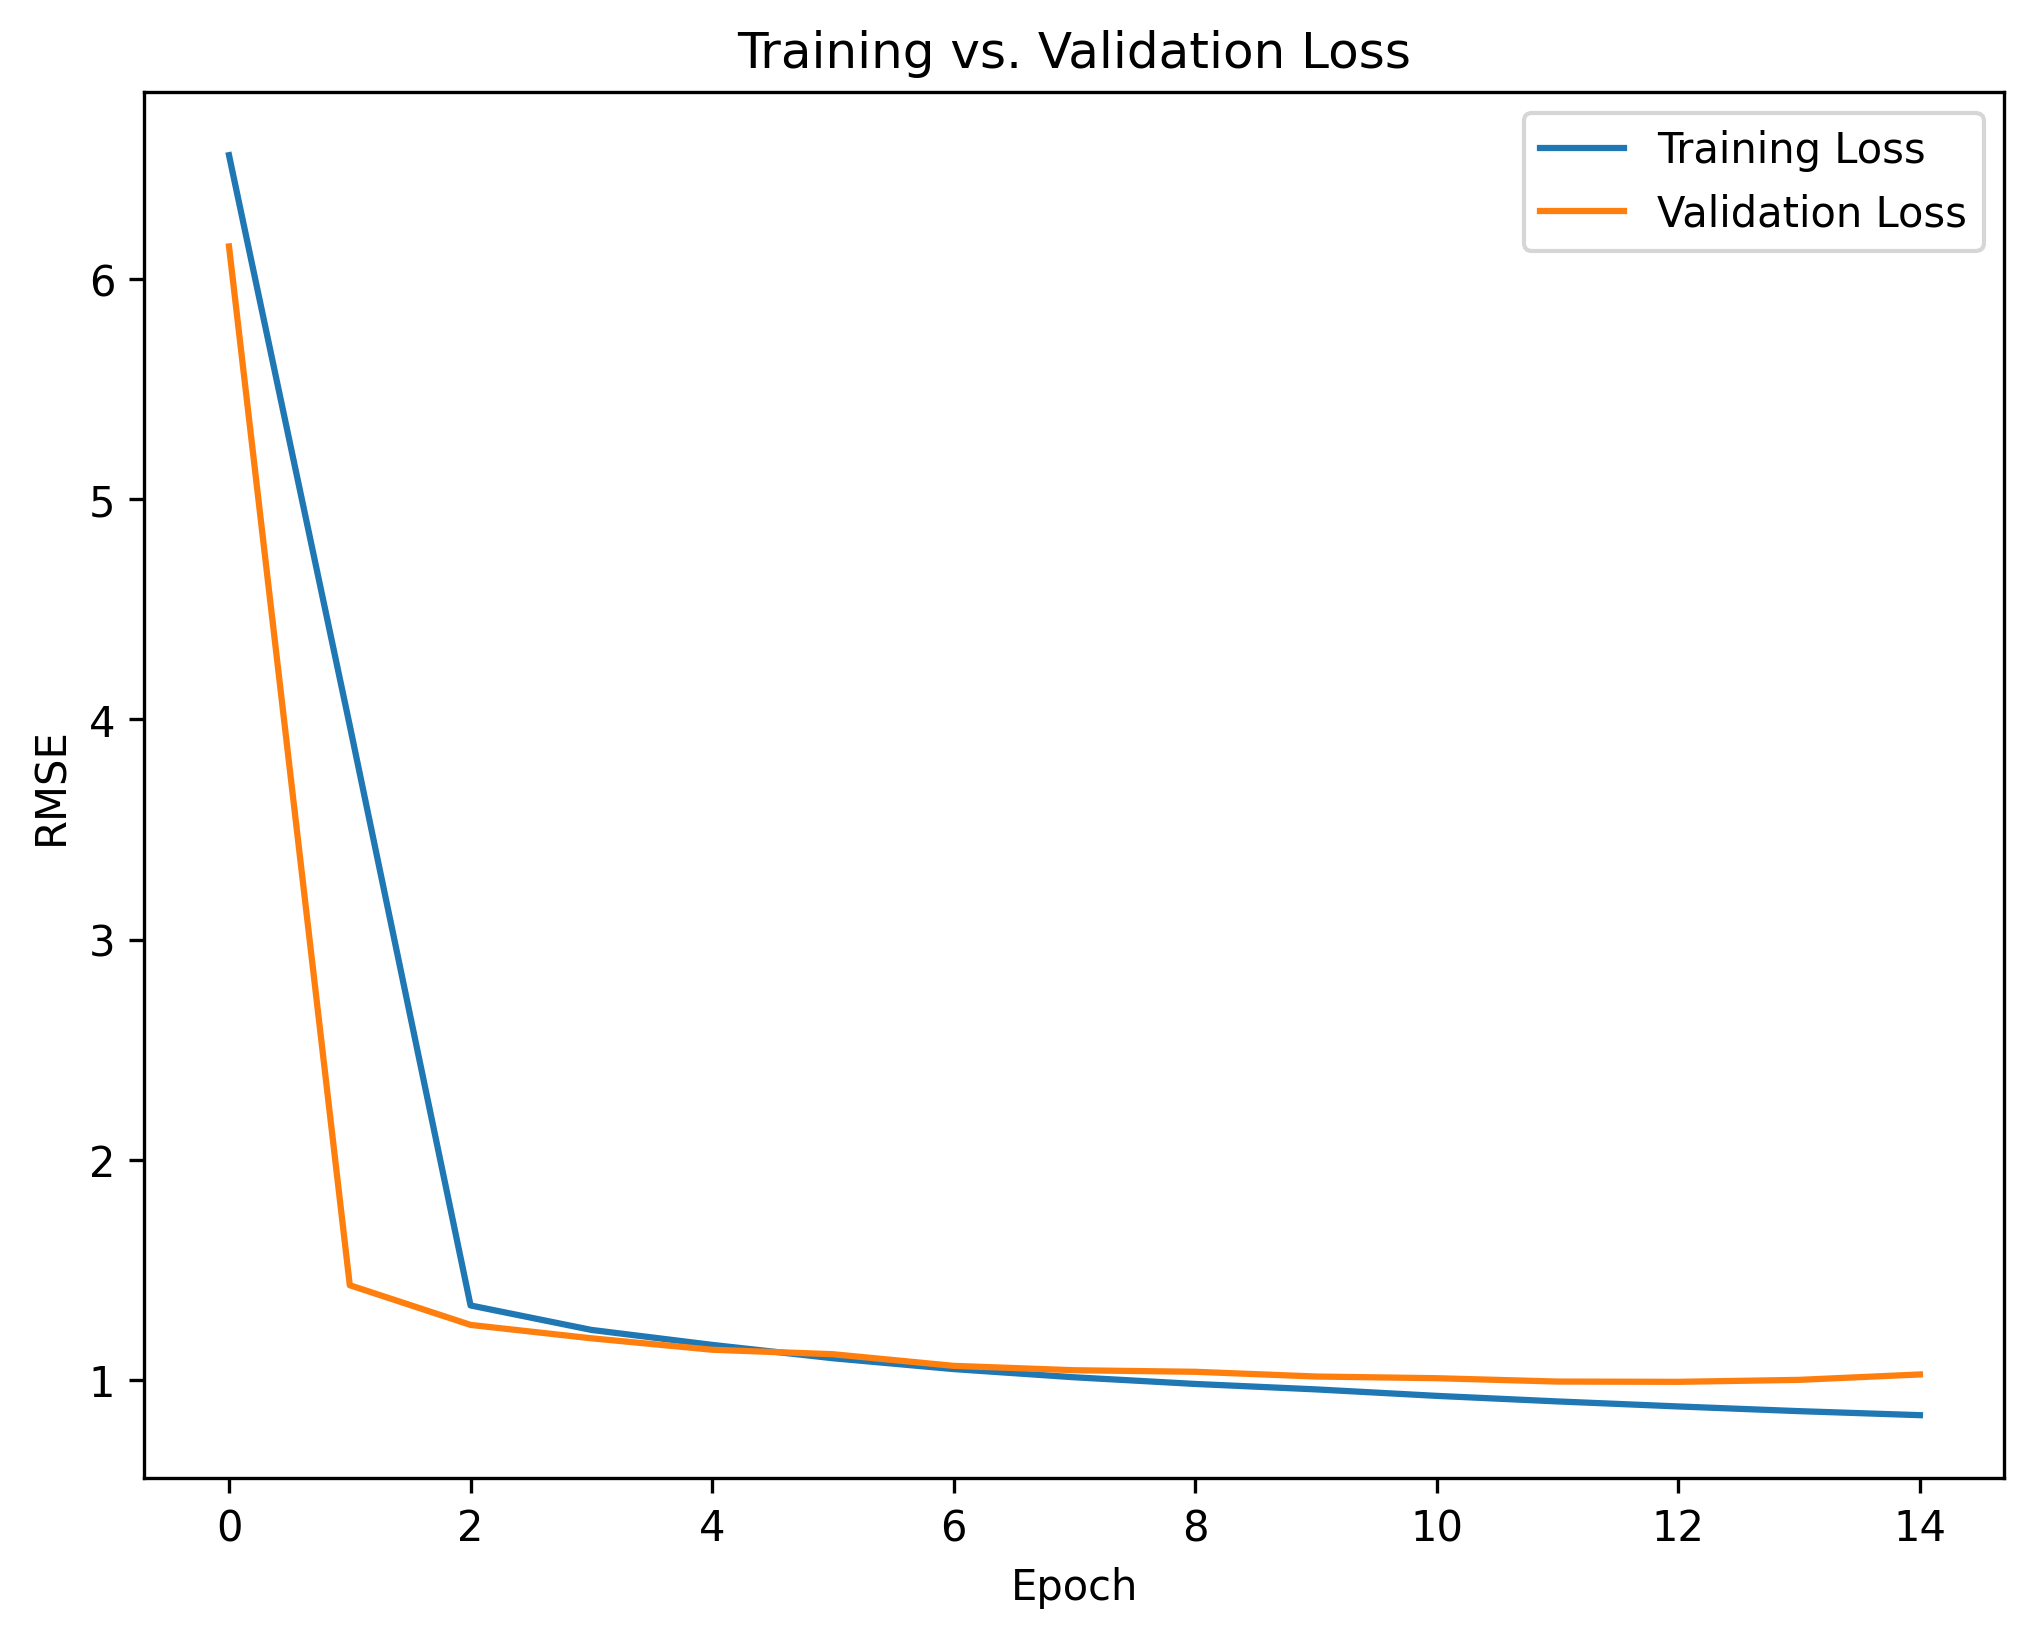 Training vs. Validation Loss
Training Loss
Validation Loss
RMSE
6
5
4
3
2
1
0 2 4 6 8 10 12 14
Epoch